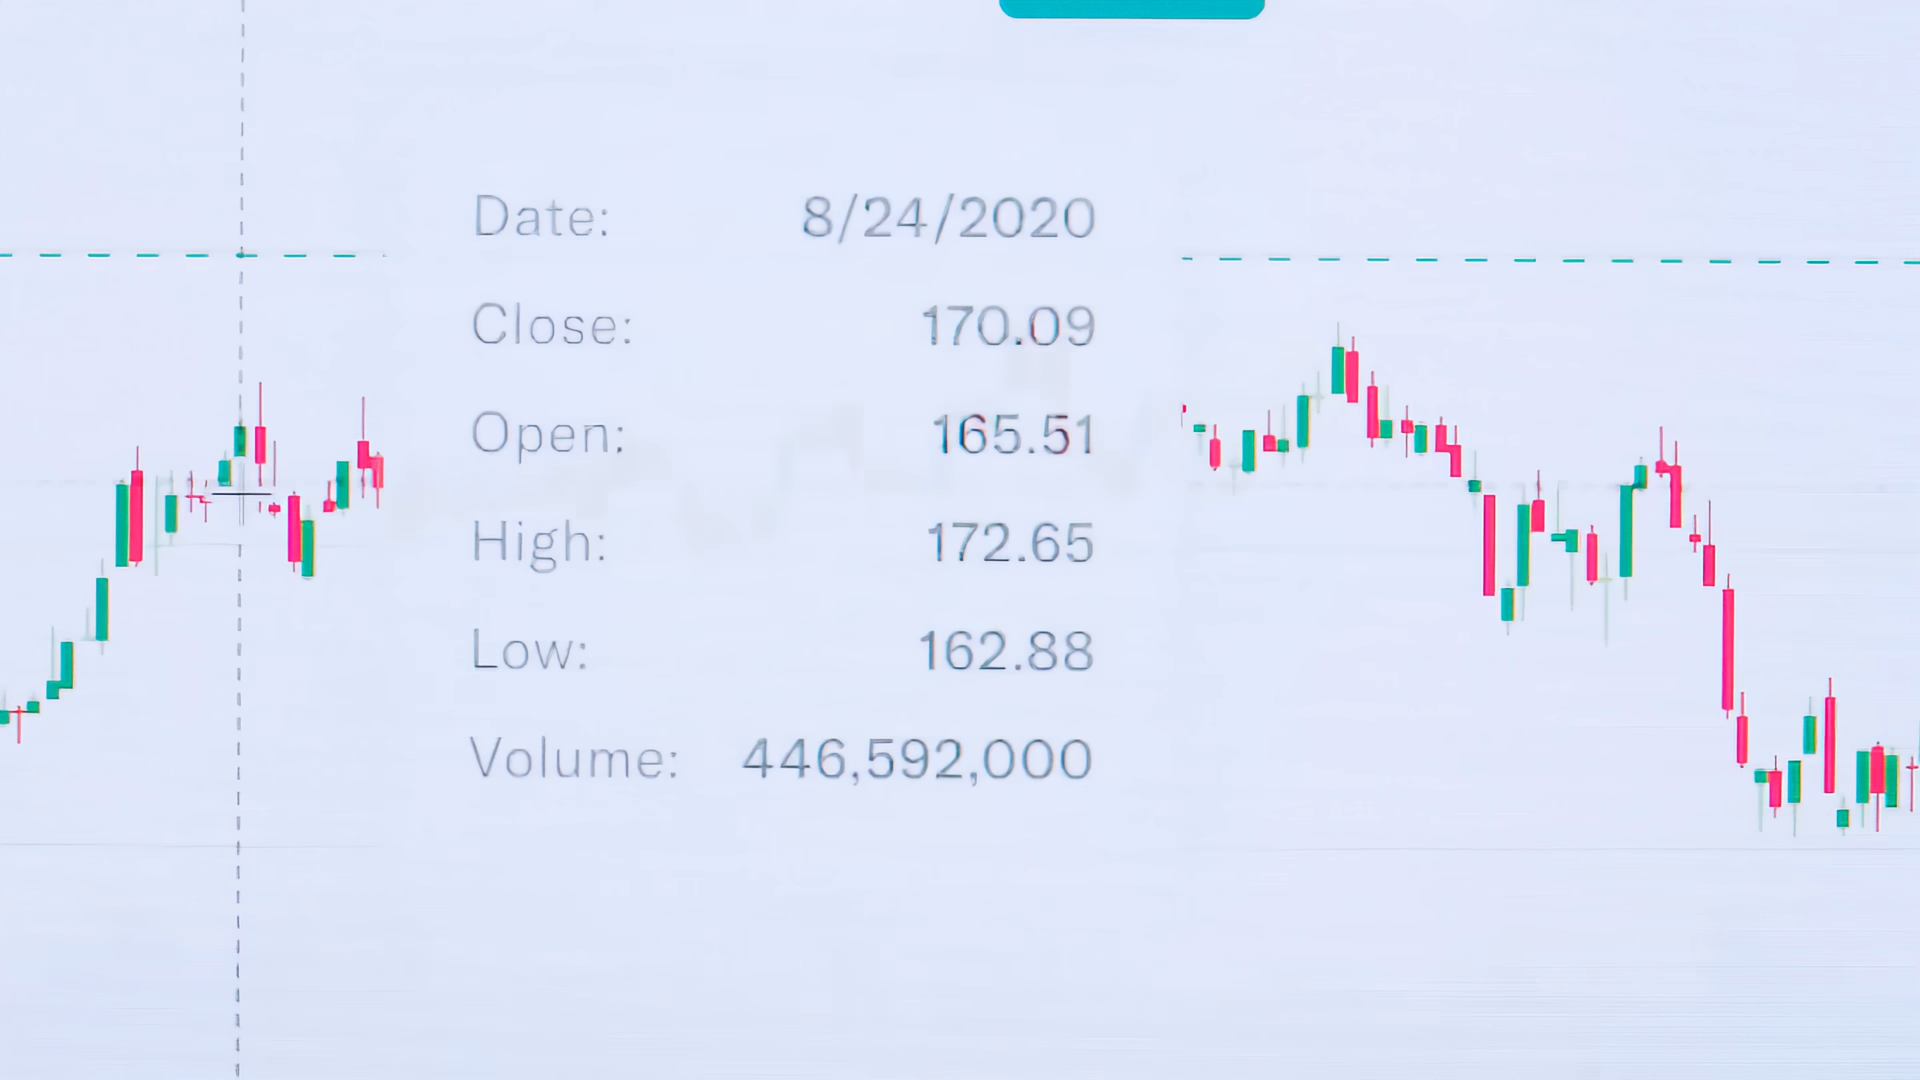 Date: 8/24/2020
Close: 170.09
Open: 165.51
High: 172.65
Low: 162.88
Volume: 446,592,000